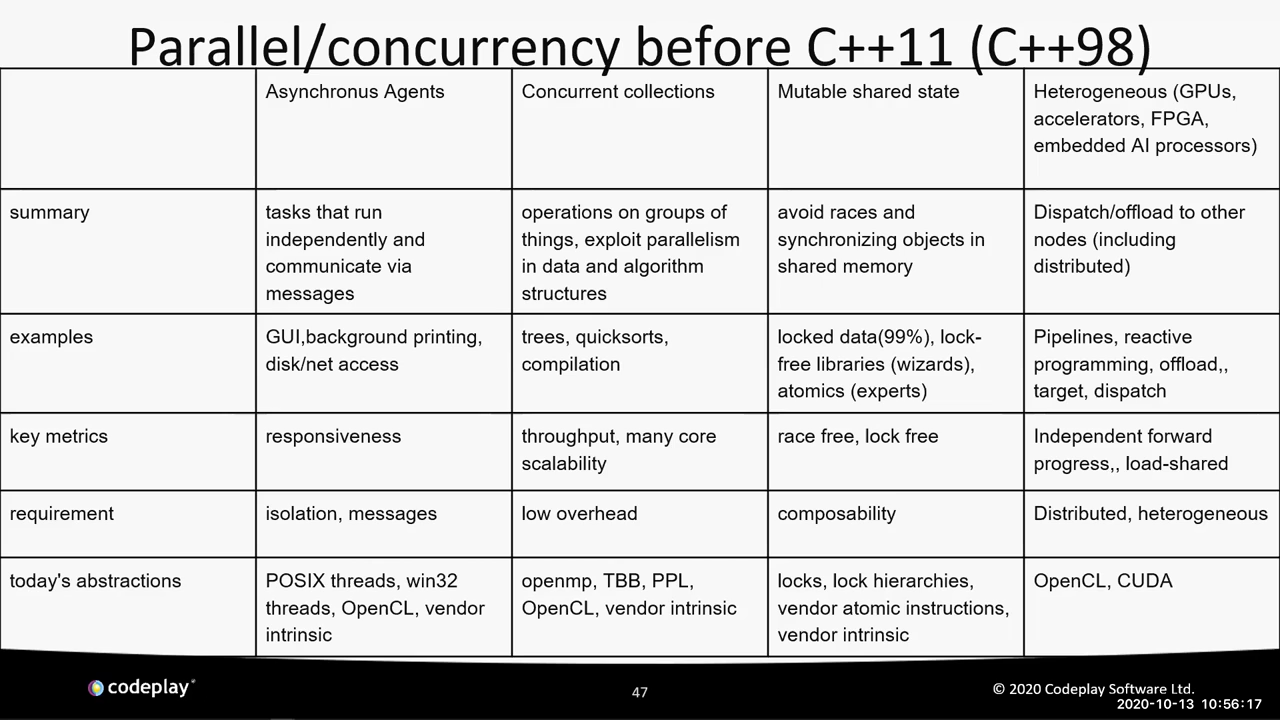 Parallel/concurrency before C++11 (C++98)
Asynchronus Agents
Concurrent collections
Mutable shared state
Heterogeneous (GPUs,
accelerators, FPGA,
embedded AI processors)
summary
tasks that run
independently and
communicate via
messages
operations on groups of
things, exploit parallelism
in data and algorithm
structures
avoid races and
synchronizing objects in
shared memory
Dispatch/offload to other
nodes (including
distributed)
examples
GUI,background printing,
disk/net access
trees, quicksorts,
compilation
locked data(99%), lock-
free libraries (wizards),
atomics (experts)
Pipelines, reactive
programming, offload,,
target, dispatch
key metrics
responsiveness
throughput, many core
scalability
race free, lock free
Independent forward
progress,, load-shared
requirement
isolation, messages
low overhead
composability
Distributed, heterogeneous
today's abstractions
POSIX threads, win32
threads, OpenCL, vendor
intrinsic
openmp, TBB, PPL,
OpenCL, vendor intrinsic
locks, lock hierarchies,
vendor atomic instructions,
vendor intrinsic
OpenCL, CUDA
codeplay®
47
© 2020 Codeplay Software Ltd.
2020-10-13 10:56:17